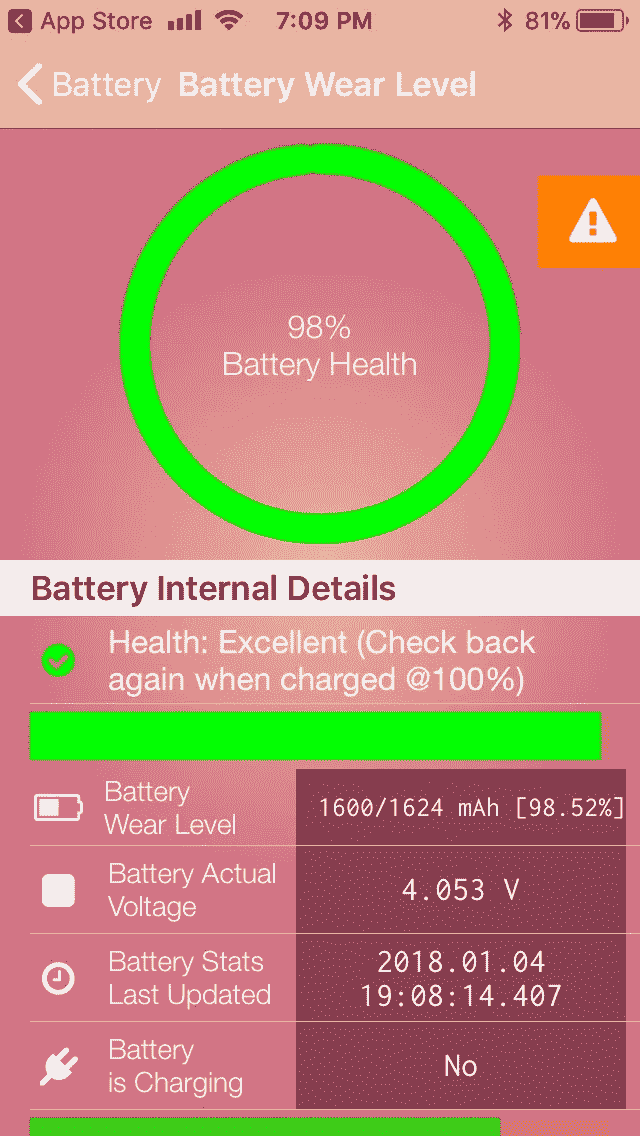 App Store 7:09 PM 81%
Battery Battery Wear Level
98%
Battery Health
Battery Internal Details
Health: Excellent (Check back
again when charged @100%)
Battery
Wear Level
1600/1624 mAh [98.52%]
Battery Actual
Voltage
4.053 V
Battery Stats
Last Updated
2018.01.04
19:08:14.407
Battery
is Charging
No